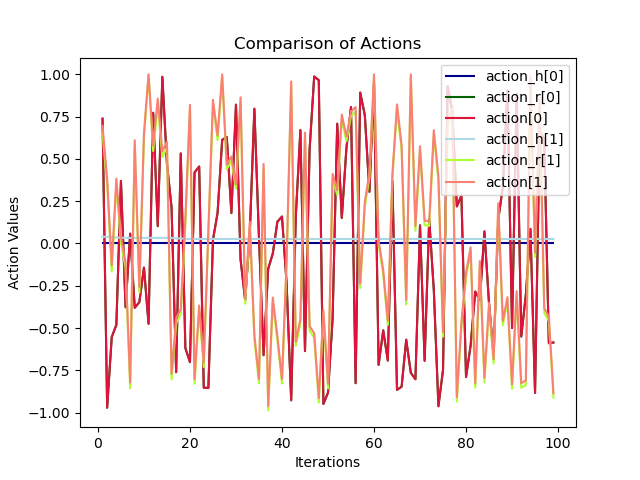 Comparison of Actions
1.00
0.75
0.50
0.25
0.00
−0.25
−0.50
−0.75
−1.00
Action Values
0
20
40
60
80
100
Iterations
action_h[0]
action_r[0]
action[0]
action_h[1]
action_r[1]
action[1]